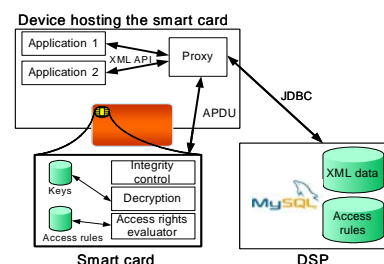 Device hosting the smart card
Application 1
Application 2
XML API
Proxy
APDU
JDBC
Keys
Access rules
Integrity
control
Decryption
Access rights
evaluator
Smart card
XML data
MySQL
Access
rules
DSP